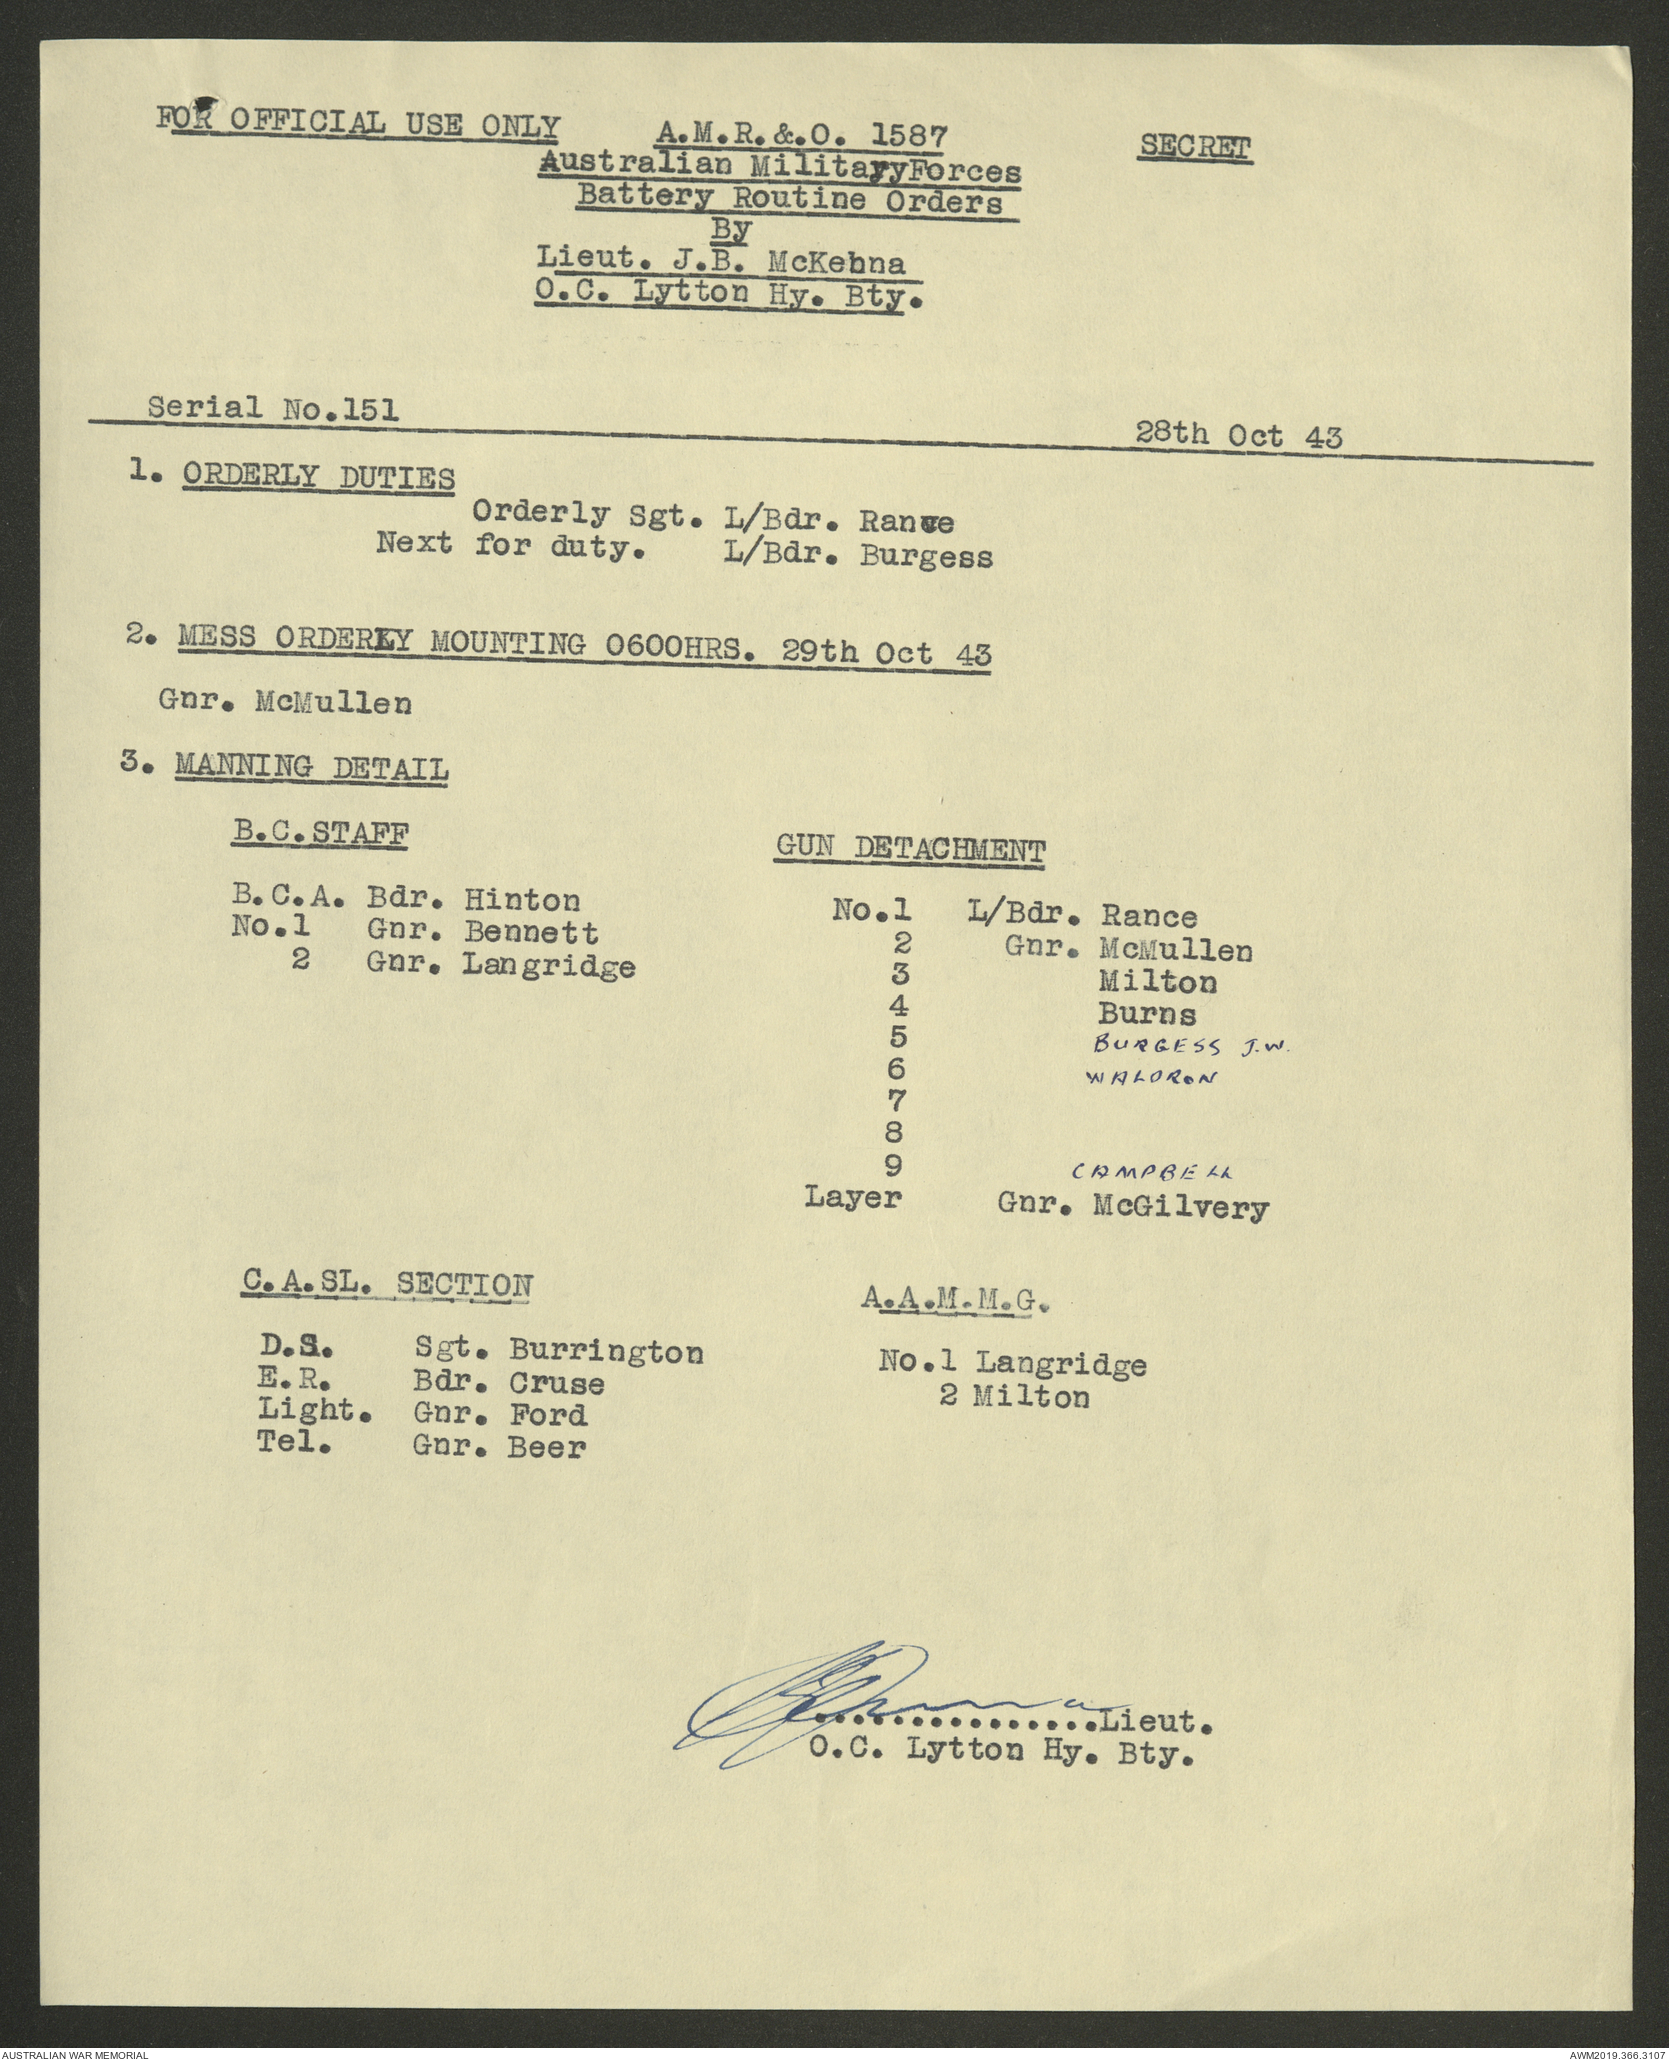 FOR OFFICIAL USE ONLY A.M.R.&.O. 1587 SECRET
Australian MilitaryForces
Battery Routine Orders
By
Lieut. J.B. McKenna
O.C. Lytton Hy. Bty.
Serial No.151
28th Oct 43
1. ORDERLY DUTIES
Orderly Sgt. L/Bdr. Rance
Next for duty. L/Bdr. Burgess
2. MESS ORDERLY MOUNTING 0600HRS. 29th Oct 43
Gnr. McMullen
3. MANNING DETAIL
B.C.STAFF
B.C.A. Bdr. Hinton
No.1 Gnr. Bennett
2 Gnr. Langridge
GUN DETACHMENT
No.1 L/Bdr. Rance
2 Gnr. McMullen
3 Milton
4 Burns
5 BURGESS J.W.
6 WALDRON
7
8
9 CAMPBELL
Layer Gnr. McGilvery
C.A.SL. SECTION
D.S. Sgt. Burrington
E.R. Bdr. Cruse
Light. Gnr. Ford
Tel. Gnr. Beer
A.A.M.M.G.
No.1 Langridge
2 Milton
...............Lieut.
O.C. Lytton Hy. Bty.
AUSTRALIAN WAR MEMORIAL
AWM2019.366.3107